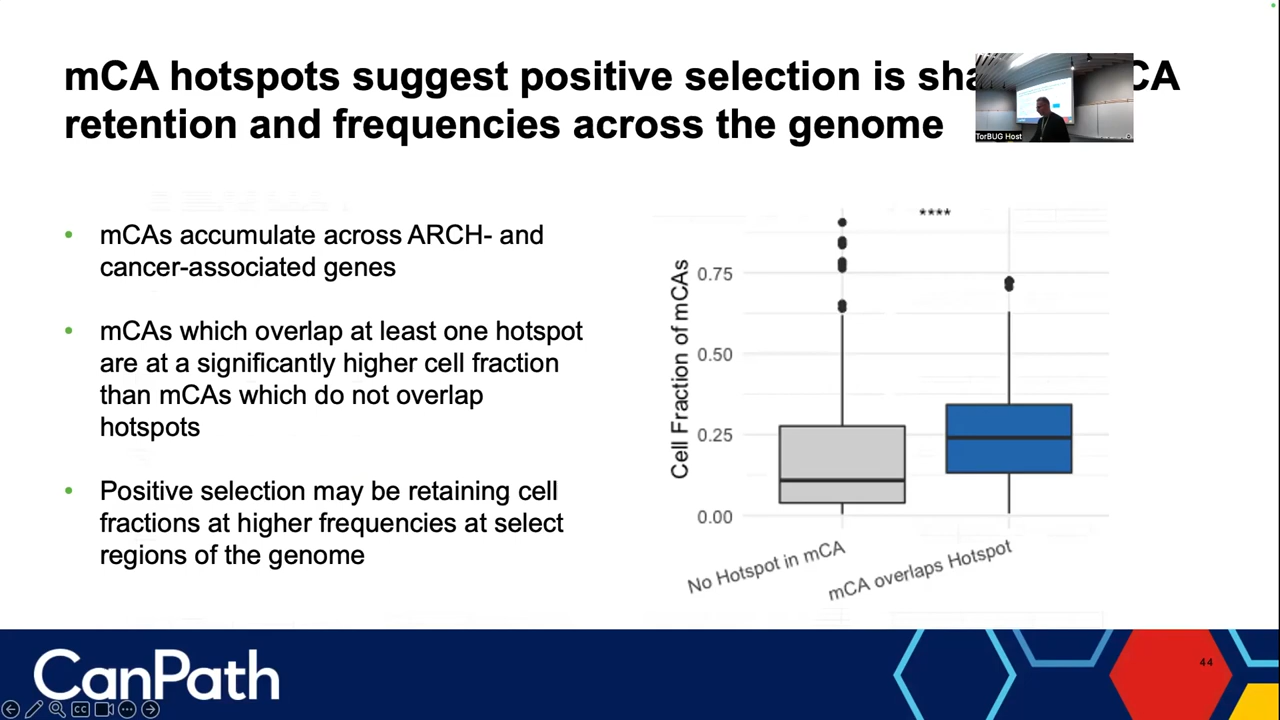 mCA hotspots suggest positive selection is CA
retention and frequencies across the genome
TorBUG Host
• mCAs accumulate across ARCH- and
cancer-associated genes
• mCAs which overlap at least one hotspot
are at a significantly higher cell fraction
than mCAs which do not overlap
hotspots
• Positive selection may be retaining cell
fractions at higher frequencies at select
regions of the genome
****
Cell Fraction of mCAs
0.75
0.50
0.25
0.00
No Hotspot in mCA
mCA overlaps Hotspot
CanPath
44
CC